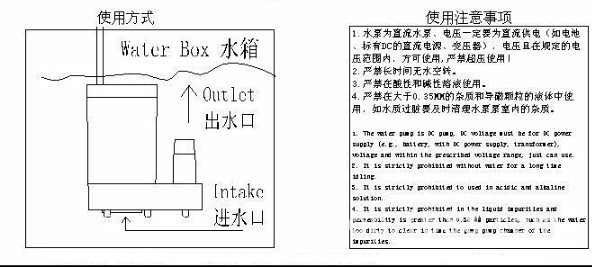 使用方式
Water Box 水箱
Outlet
出水口
Intake
进水口
使用注意事项
1.水泵为直流水泵、电压一定要为直流供电（如电池
、标有DC的直流电源、变压器）、电压且在规定的电
压范围内、方可使用,严禁超压使用！
2.严禁长时间无水空转。
3.严禁在酸性和碱性溶液使用。
4.严禁在大于0.35MM的杂质和导磁颗粒的液体中使
用、如水质过脏要及时清理水泵泵室内的杂质。
1. The water pump is DC pump, DC voltage must be for DC power
supply (e.g., battery, with DC power supply, transformer),
voltage and within the prescribed voltage range, just can use.
2. It is strictly prohibited without water for a long time
idling.
3. It is strictly prohibited to used in acidic and alkaline
solution.
4. It is strictly prohibited in the liquid impurities and
permeability is greater than 0.35 MM particles, such as the water
too dirty to clear in time the pump pump chamber of the
impurities.